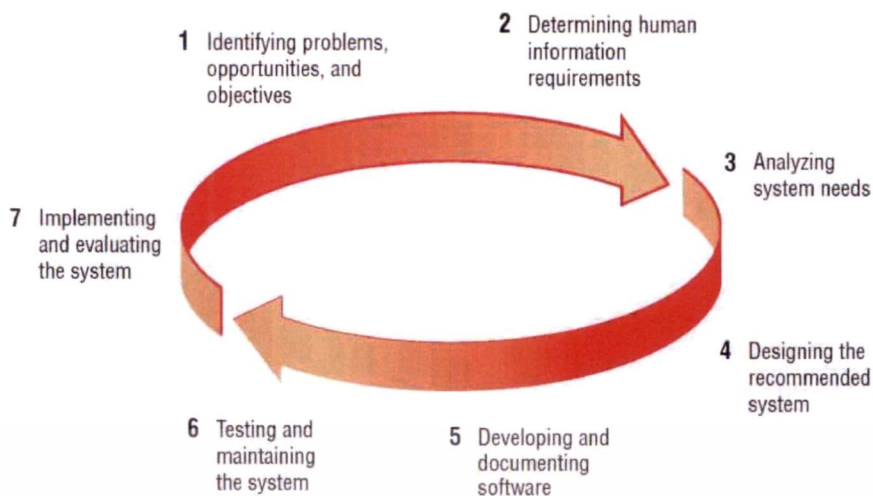 1 Identifying problems,
opportunities, and
objectives
2 Determining human
information
requirements
3 Analyzing
system needs
4 Designing the
recommended
system
5 Developing and
documenting
software
6 Testing and
maintaining
the system
7 Implementing
and evaluating
the system